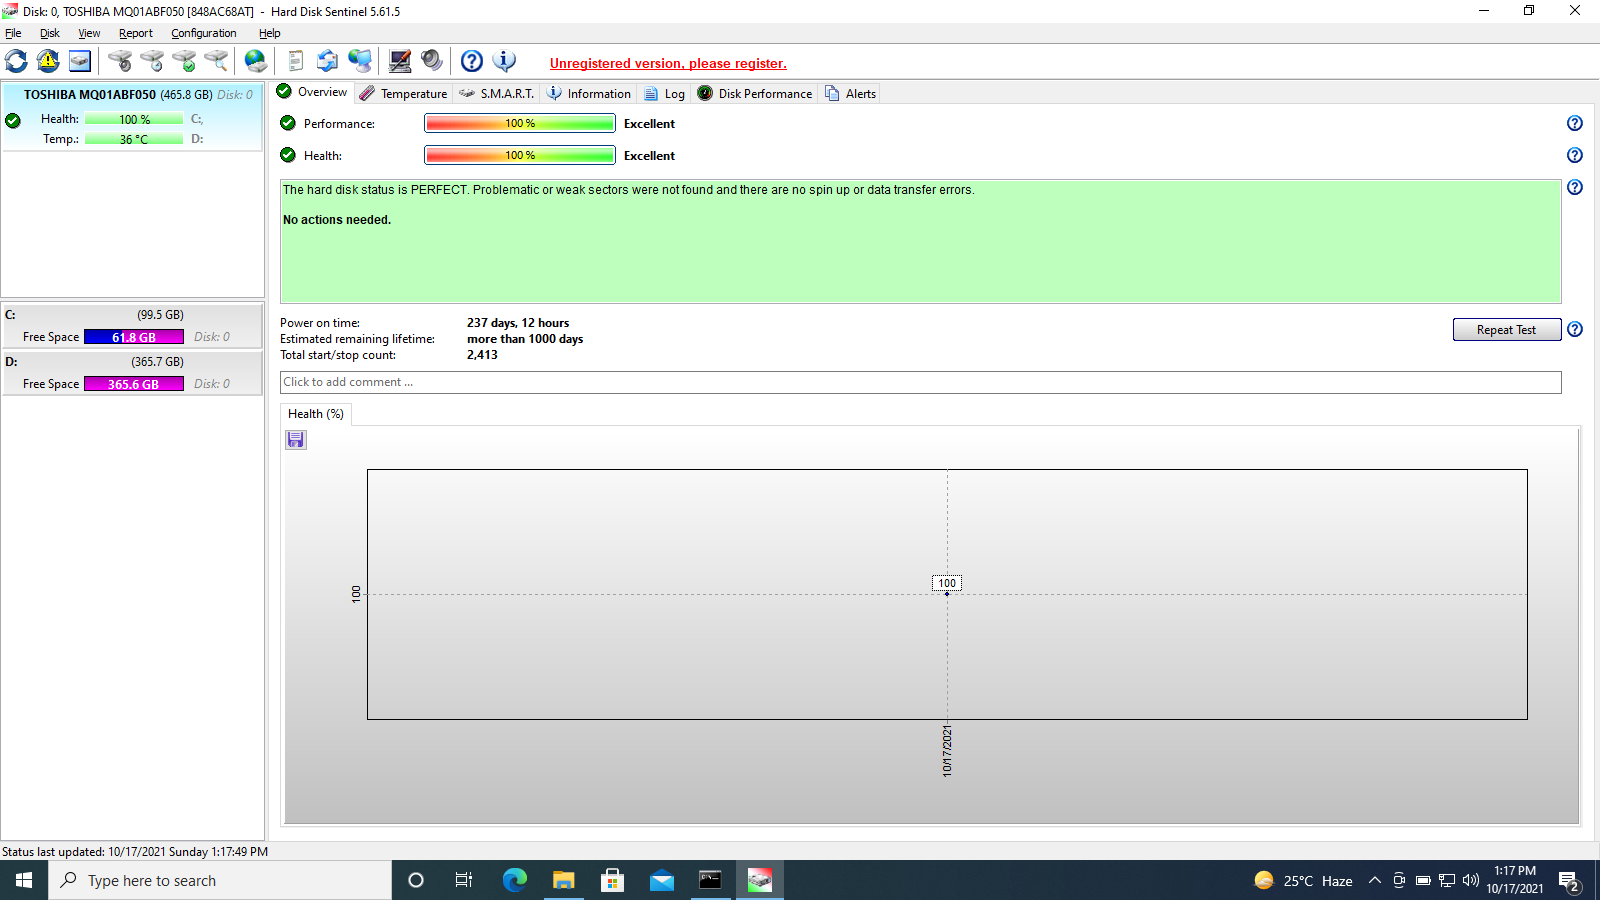 Disk: 0, TOSHIBA MQ01ABF050 [848AC68AT] - Hard Disk Sentinel 5.61.5
File Disk View Report Configuration Help
Unregistered version, please register.
TOSHIBA MQ01ABF050 (465.8 GB) Disk: 0
Health: 100 % C:,
Temp.: 36 °C D:
C: (99.5 GB)
Free Space 61.8 GB Disk: 0
D: (365.7 GB)
Free Space 365.6 GB Disk: 0
Overview Temperature S.M.A.R.T. Information Log Disk Performance Alerts
Performance: 100 % Excellent
Health: 100 % Excellent
The hard disk status is PERFECT. Problematic or weak sectors were not found and there are no spin up or data transfer errors.
No actions needed.
Power on time: 237 days, 12 hours
Estimated remaining lifetime: more than 1000 days
Total start/stop count: 2,413
Repeat Test
Click to add comment ...
Health (%)
100
100
10/17/2021
Status last updated: 10/17/2021 Sunday 1:17:49 PM
Type here to search
25°C Haze
1:17 PM
10/17/2021
2